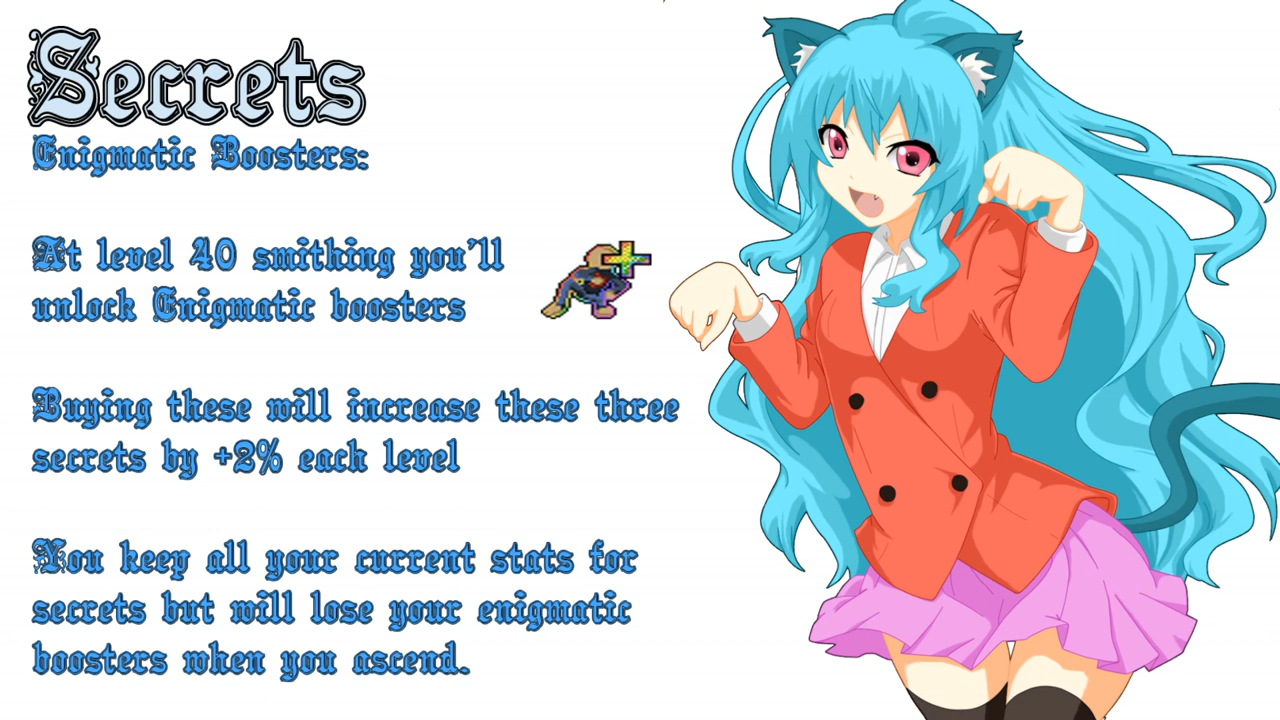 Secrets
Enigmatic Boosters:
At level 40 smithing you'll
unlock Enigmatic boosters
Buying these will increase these three
secrets by +2% each level
You keep all your current stats for
secrets but will lose your enigmatic
boosters when you ascend.